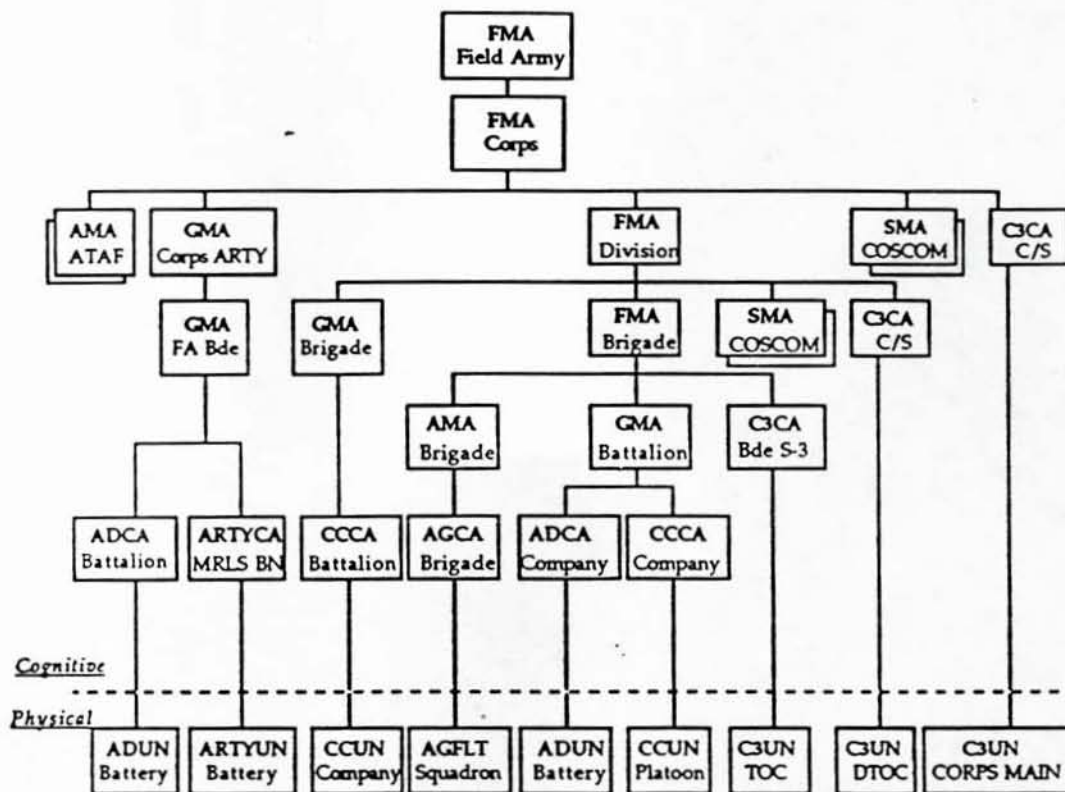 FMA
Field Army
FMA
Corps
AMA
ATAF
GMA
Corps ARTY
FMA
Division
SMA
COSCOM
C3CA
C/S
GMA
FA Bde
GMA
Brigade
FMA
Brigade
SMA
COSCOM
C3CA
C/S
AMA
Brigade
GMA
Battalion
C3CA
Bde S-3
ADCA
Battalion
ARTYCA
MRLS BN
CCCA
Battalion
AGCA
Brigade
ADCA
Company
CCCA
Company
Cognitive
Physical
ADUN
Battery
ARTYUN
Battery
CCUN
Company
AGFLT
Squadron
ADUN
Battery
CCUN
Platoon
C3UN
TOC
C3UN
DTOC
C3UN
CORPS MAIN